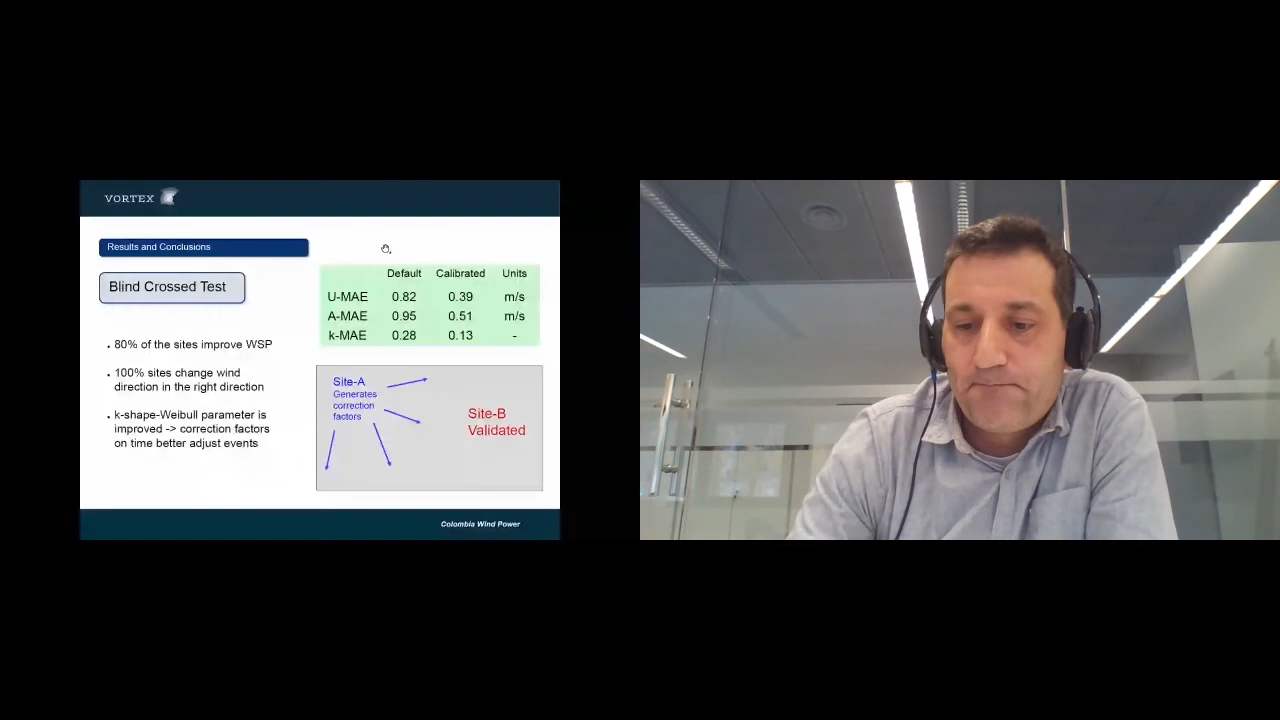 VORTEX
Results and Conclusions
Blind Crossed Test
. 80% of the sites improve WSP
. 100% sites change wind
direction in the right direction
. k-shape-Weibull parameter is
improved -> correction factors
on time better adjust events
Default Calibrated Units
U-MAE 0.82 0.39 m/s
A-MAE 0.95 0.51 m/s
k-MAE 0.28 0.13 -
Site-A
Generates
correction
factors
Site-B
Validated
Colombia Wind Power